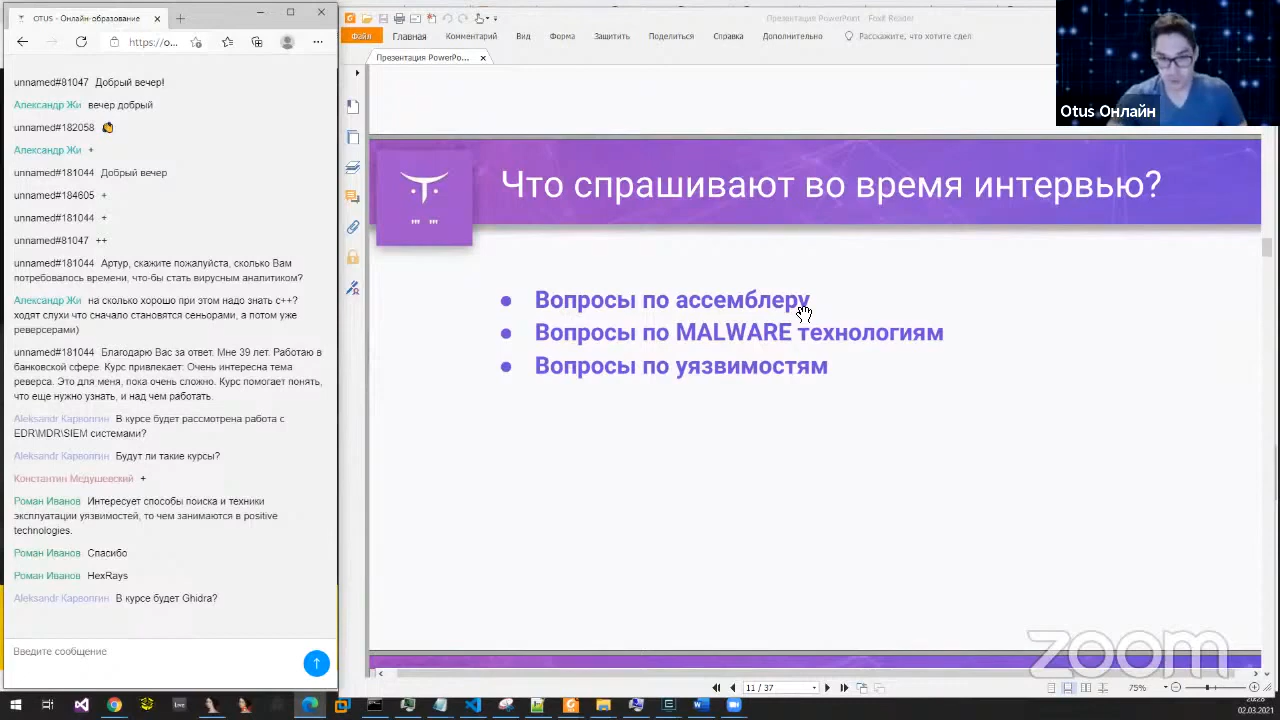 OTUS - Онлайн-образование
https://o...
unnamed#81047 Добрый вечер!
Александр Жи вечер добрый
unnamed#182058
Александр Жи +
unnamed#181044 Добрый вечер
unnamed#184605 +
unnamed#181044 +
unnamed#81047 ++
unnamed#181044 Артур, скажите пожалуйста, сколько Вам
потребовалось времени, что-бы стать вирусным аналитиком?
Александр Жи на сколько хорошо при этом надо знать с++?
ходят слухи что сначало становятся сеньорами, а потом уже
реверсерами)
unnamed#181044 Благодарю Вас за ответ. Мне 39 лет. Работаю в
банковской сфере. Курс привлекает: Очень интересна тема
реверса. Это для меня, пока очень сложно. Курс помогает понять,
что еще нужно узнать, и над чем работать.
Aleksandr Карволгин В курсе будет рассмотрена работа с
EDR\MDR\SIEM системами?
Aleksandr Карволгин Будут ли такие курсы?
Константин Медушевский +
Роман Иванов Интересует способы поиска и техники
эксплуатации уязвимостей, то чем занимаются в positive
technologies.
Роман Иванов Спасибо
Роман Иванов HexRays
Aleksandr Карволгин В курсе будет Ghidra?
Введите сообщение
Презентация PowerPoint - Foxit Reader
Файл Главная Комментарий Вид Форма Защитить Поделиться Справка Дополнительно Расскажите, что хотите сдел
Презентация PowerPo...
Otus Онлайн
Что спрашивают во время интервью?
Вопросы по ассемблеру
Вопросы по MALWARE технологиям
Вопросы по уязвимостям
zoom
11 / 37
75%
20:28
02.03.2021